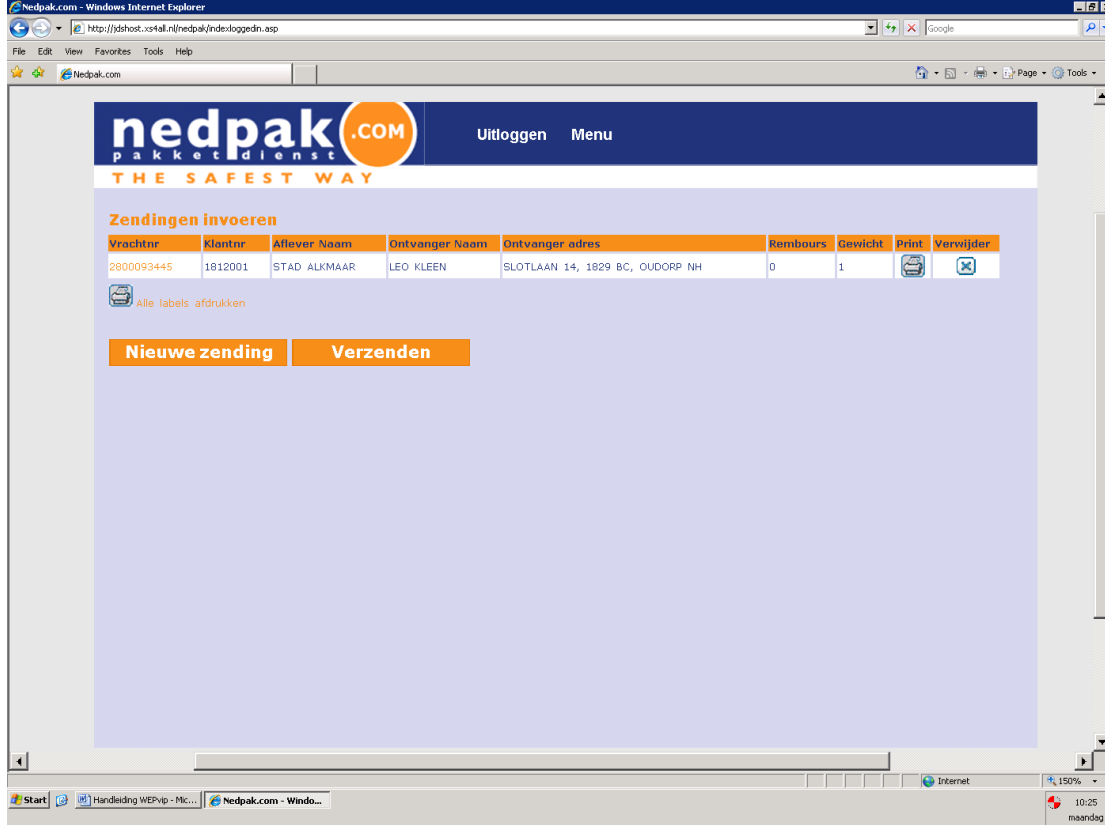 Nedpak.com - Windows Internet Explorer
http://jdshost.xs4all.nl/nedpak/indexloggedin.asp
Google
File Edit View Favorites Tools Help
Nedpak.com
Page Tools
nedpak .COM
pakketdienst
THE SAFEST WAY
Uitloggen Menu
Zendingen invoeren
Vrachtnr Klantnr Aflever Naam Ontvanger Naam Ontvanger adres Rembours Gewicht Print Verwijder
2800093445 1812001 STAD ALKMAAR LEO KLEEN SLOTLAAN 14, 1829 BC, OUDORP NH 0 1
Alle labels afdrukken
Nieuwe zending Verzenden
Internet 150%
Start Handleiding WEPvip - Mic... Nedpak.com - Windo... 10:25
maandag